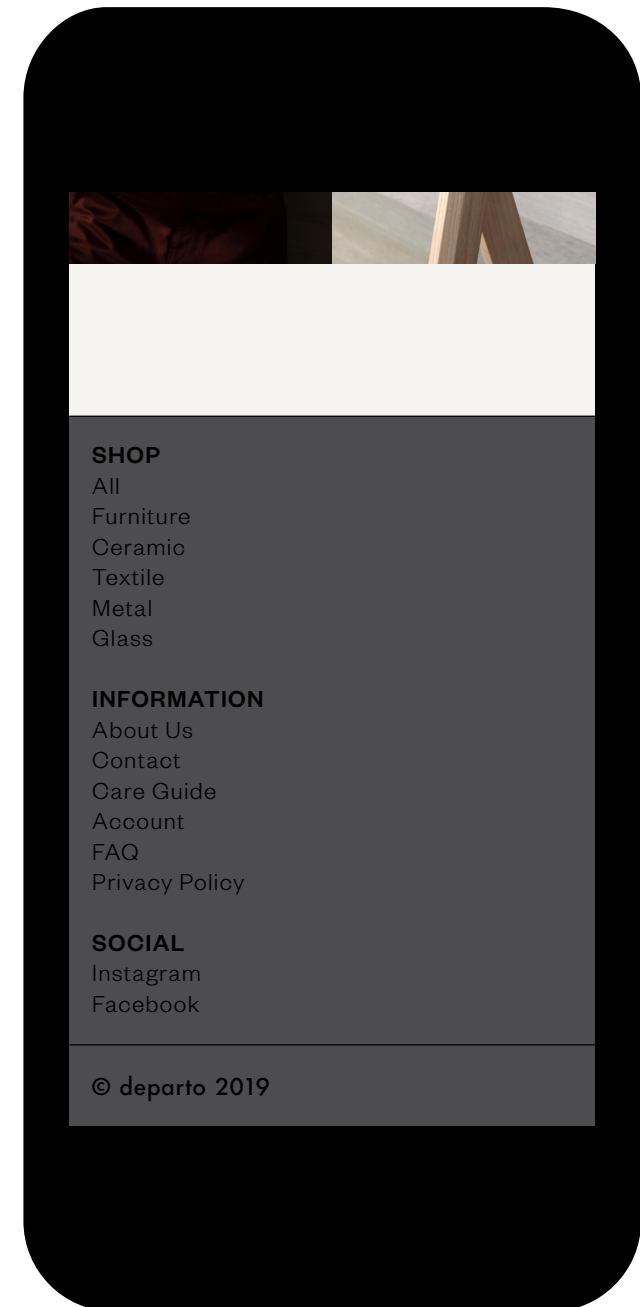 SHOP
All
Furniture
Ceramic
Textile
Metal
Glass
INFORMATION
About Us
Contact
Care Guide
Account
FAQ
Privacy Policy
SOCIAL
Instagram
Facebook
© departo 2019